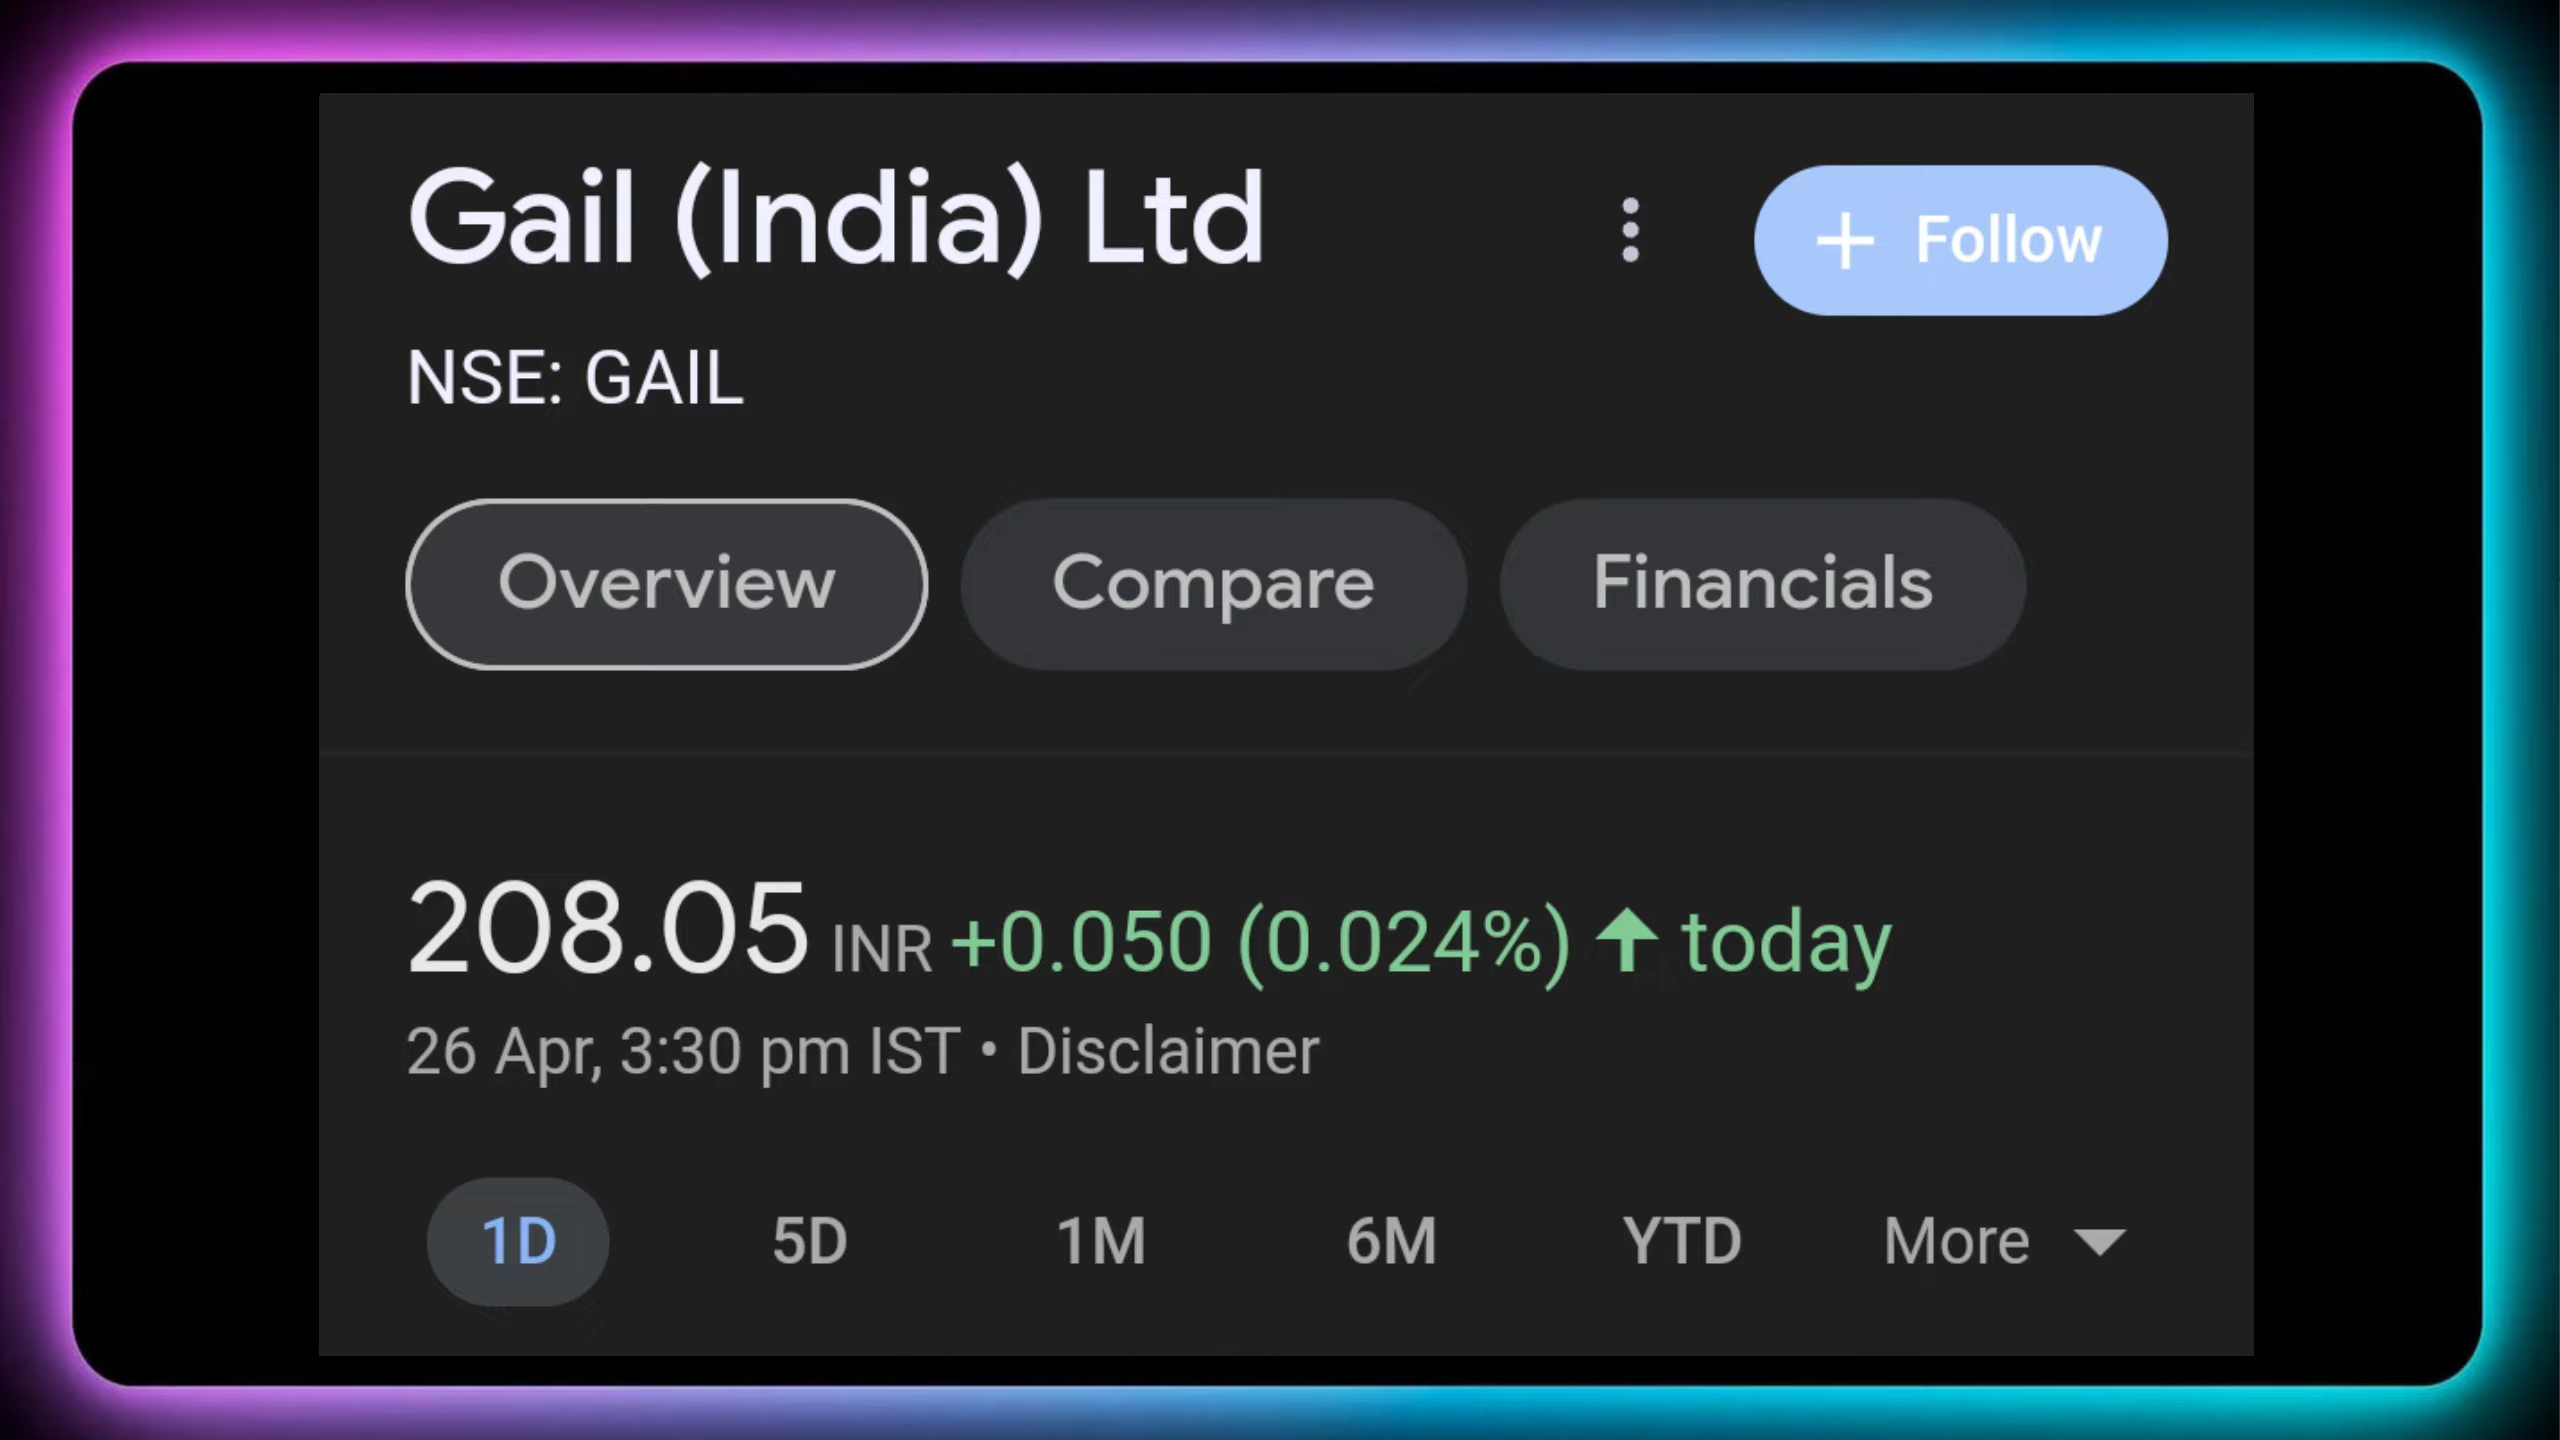 Gail (India) Ltd
+ Follow
NSE: GAIL
Overview Compare Financials
208.05 INR +0.050 (0.024%) ↑ today
26 Apr, 3:30 pm IST • Disclaimer
1D 5D 1M 6M YTD More